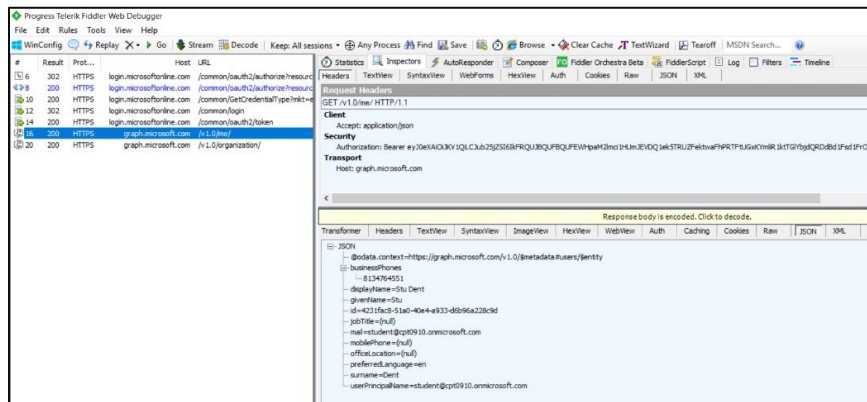 Progress Telerik Fiddler Web Debugger
File Edit Rules Tools View Help
WinConfig Replay X Go Stream Decode Keep: All sessions Any Process Find Save Browse Clear Cache TextWizard Tearoff MSDN Search...
# Result Prot... Host URL
6 302 HTTPS login.microsoftonline.com /common/oauth2/authorize?resourc
8 200 HTTPS login.microsoftonline.com /common/oauth2/authorize?resourc
10 200 HTTPS login.microsoftonline.com /common/GetCredentialType?mkt=e
12 302 HTTPS login.microsoftonline.com /common/login
14 200 HTTPS login.microsoftonline.com /common/oauth2/token
16 200 HTTPS graph.microsoft.com /v1.0/me/
20 200 HTTPS graph.microsoft.com /v1.0/organization/
Statistics Inspectors AutoResponder Composer FO Fiddler Orchestra Beta FiddlerScript Log Filters Timeline
Headers TextView SyntaxView WebForms HexView Auth Cookies Raw JSON XML
Request Headers
GET /v1.0/me/ HTTP/1.1
Client
Accept: application/json
Security
Authorization: Bearer
Transport
Host: graph.microsoft.com
Response body is encoded. Click to decode.
Transformer Headers TextView SyntaxView ImageView HexView WebView Auth Caching Cookies Raw JSON XML
JSON
@odata.context=https://graph.microsoft.com/v1.0/$metadata#users/$entity
businessPhones
8134764551
displayName=Stu Dent
givenName=Stu
id=4231fac8-51a0-40e4-a933-d6b96a228c9d
jobTitle=(null)
mail=student@cpt0910.onmicrosoft.com
mobilePhone=(null)
officeLocation=(null)
preferredLanguage=en
surname=Dent
userPrincipalName=student@cpt0910.onmicrosoft.com